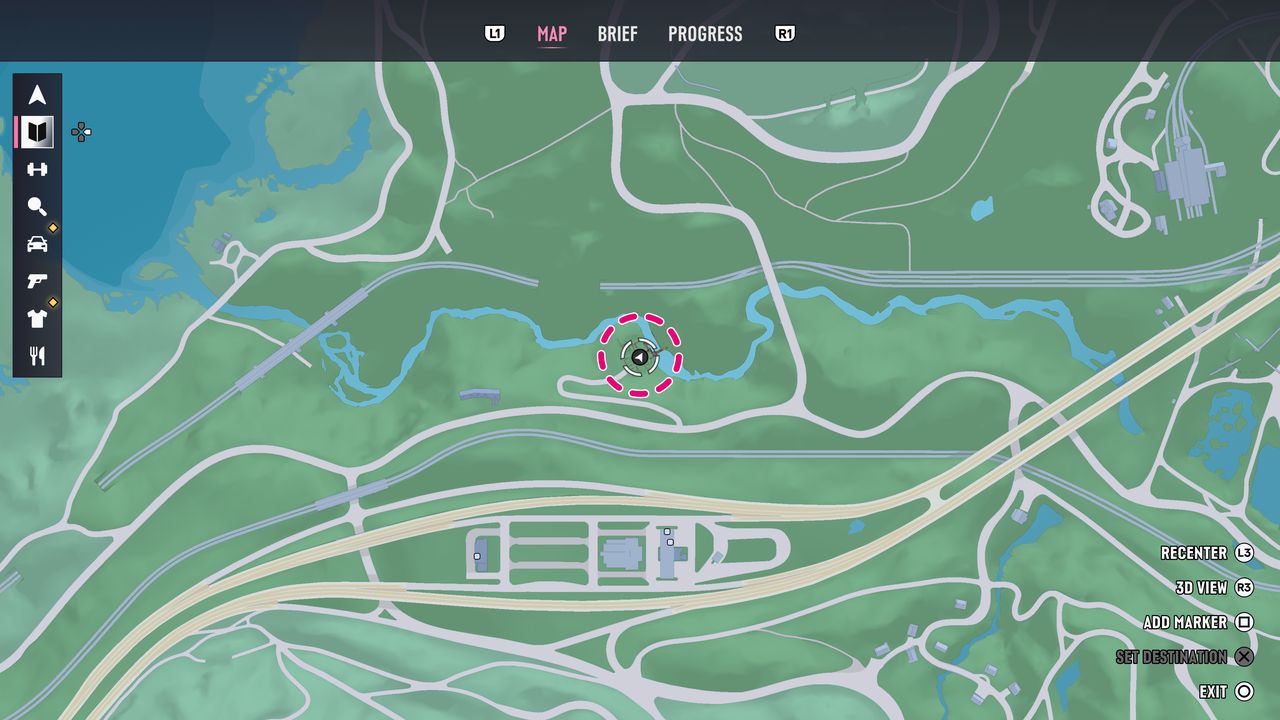 L1 MAP BRIEF PROGRESS R1
RECENTER L3
3D VIEW R3
ADD MARKER
SET DESTINATION
EXIT